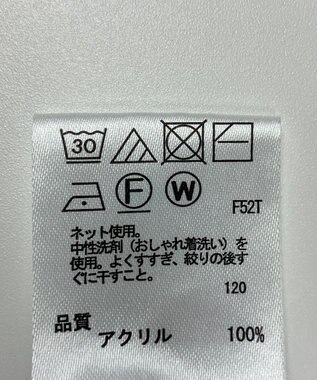 30
F W F52T
ネット使用。
中性洗剤（おしゃれ着洗い）を
使用。よくすすぎ、絞りの後す
ぐに干すこと。
120
品質
アクリル 100%